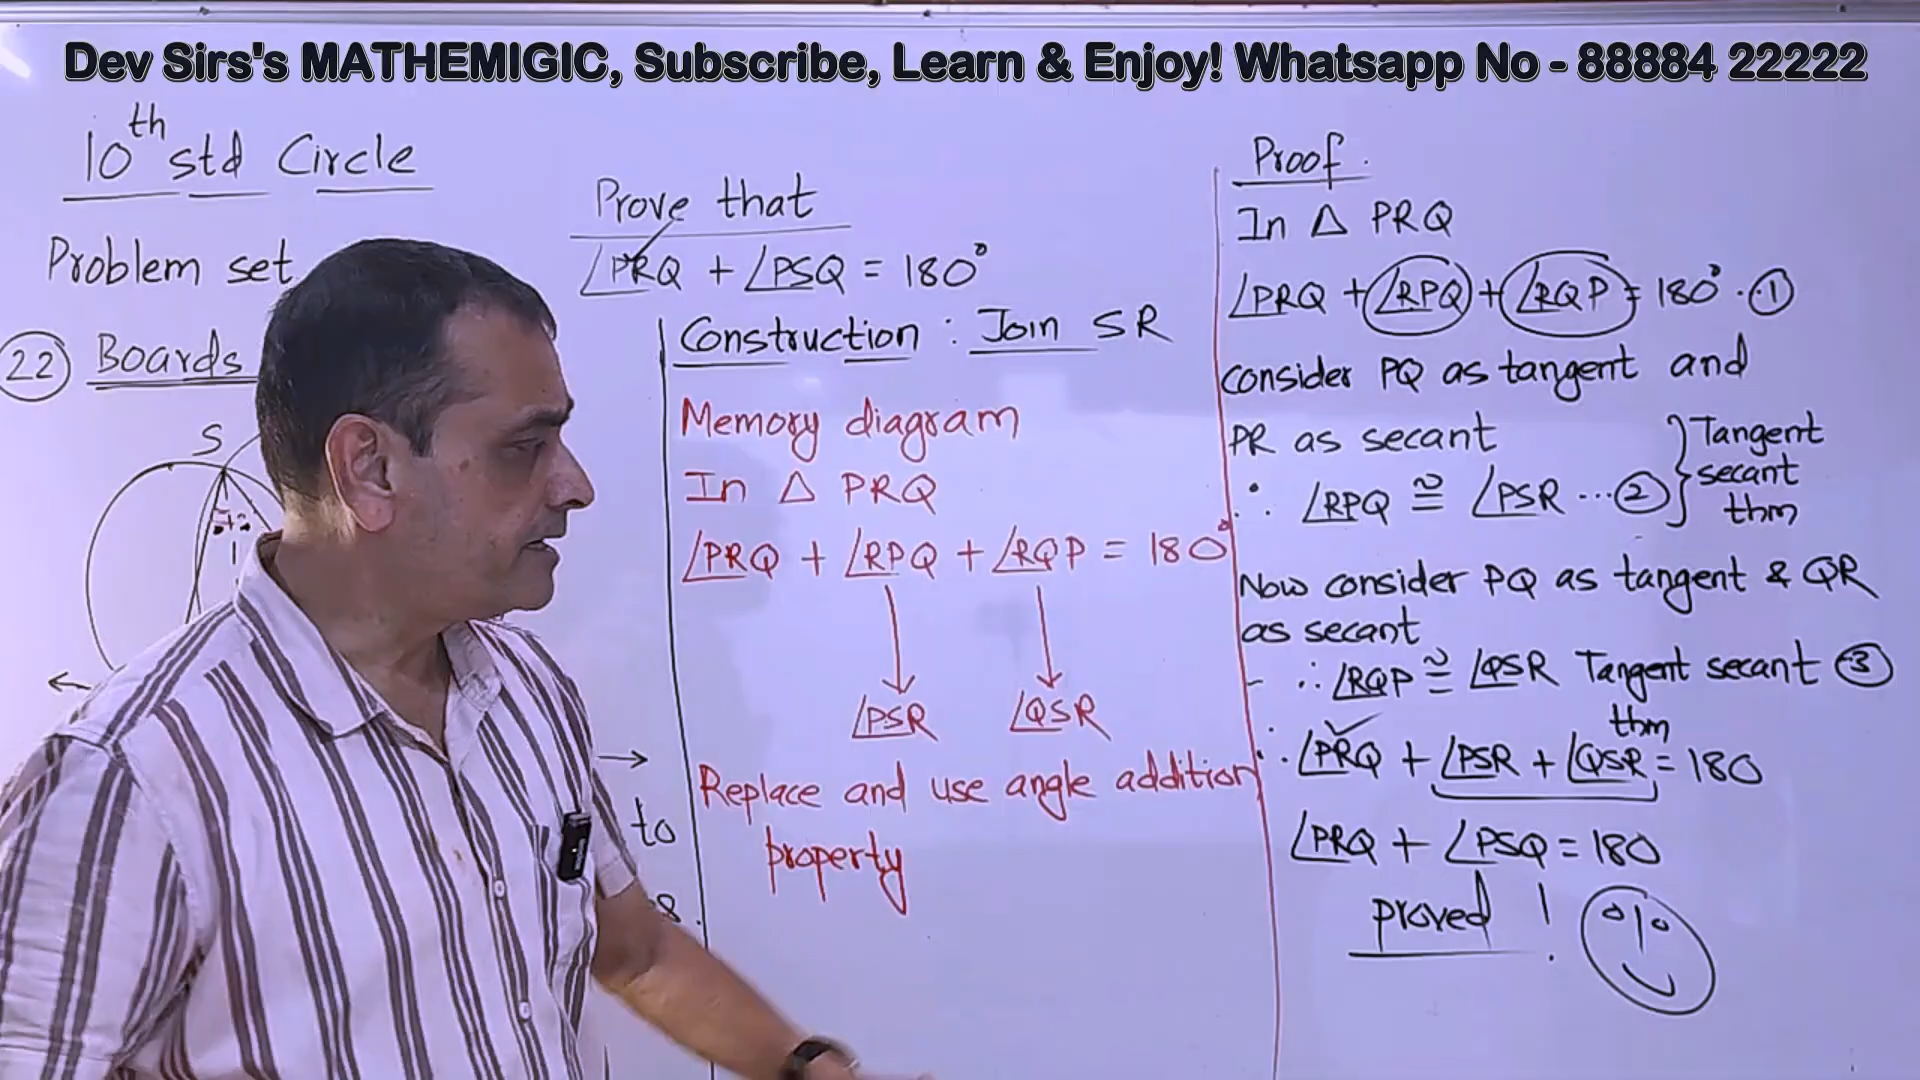 Dev Sirs's MATHEMIGIC, Subscribe, Learn & Enjoy! Whatsapp No - 88884 22222
10th std Circle
Problem set
22 Boards
S
to
s.
Prove that
∠PRQ + ∠PSQ = 180°
Construction : Join SR
Memory diagram
In △ PRQ
∠PRQ + ∠RPQ + ∠RQP = 180°
∠PSR ∠QSR
Replace and use angle addition
property
Proof.
In △ PRQ
∠PRQ + ∠RPQ + ∠RQP = 180° .. 1
consider PQ as tangent and
PR as secant
∴ ∠RPQ ≅ ∠PSR ... 2
Tangent
secant
thm
Now consider PQ as tangent & QR
as secant
∴ ∠RQP ≅ ∠QSR Tangent secant 3
thm
∴ ∠PRQ + ∠PSR + ∠QSR = 180
∠PRQ + ∠PSQ = 180
proved !